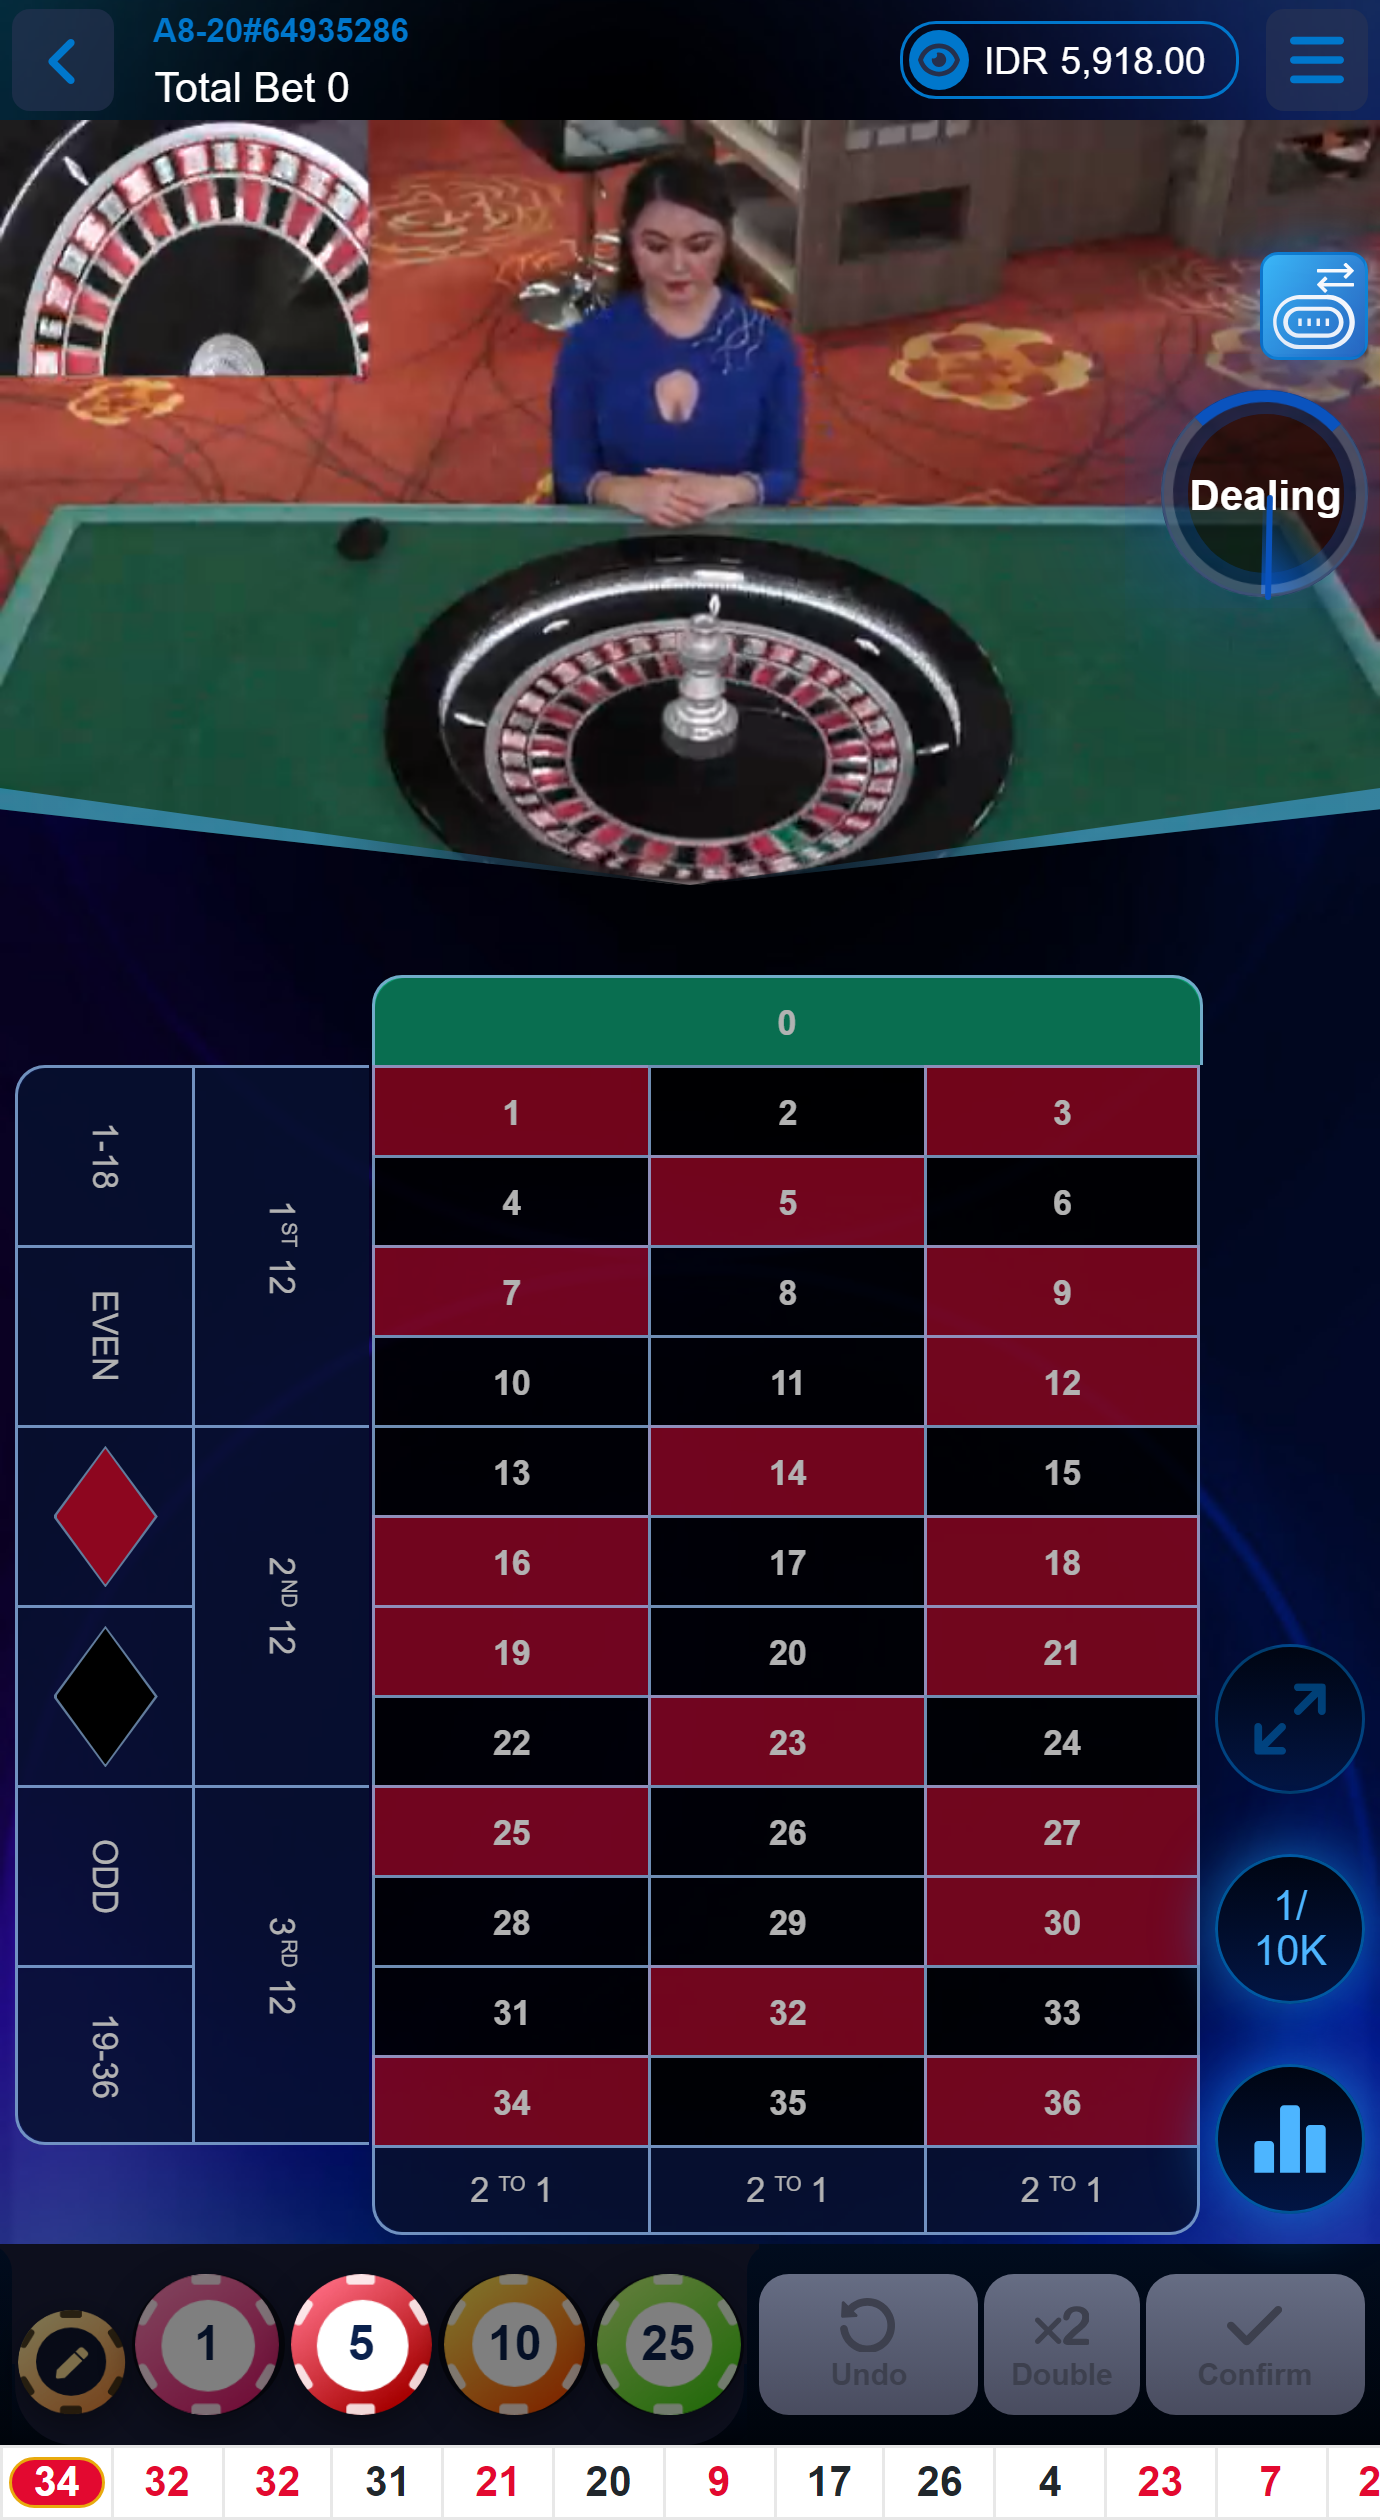 A8-20#64935286
Total Bet 0
IDR 5,918.00
Dealing
0
1 2 3
4 5 6
7 8 9
10 11 12
13 14 15
16 17 18
19 20 21
22 23 24
25 26 27
28 29 30
31 32 33
34 35 36
2 TO 1 2 TO 1 2 TO 1
1-18
EVEN
ODD
19-36
1ST 12
2ND 12
3RD 12
1/
10K
1 5 10 25
Undo
x2
Double
Confirm
34 32 32 31 21 20 9 17 26 4 23 7